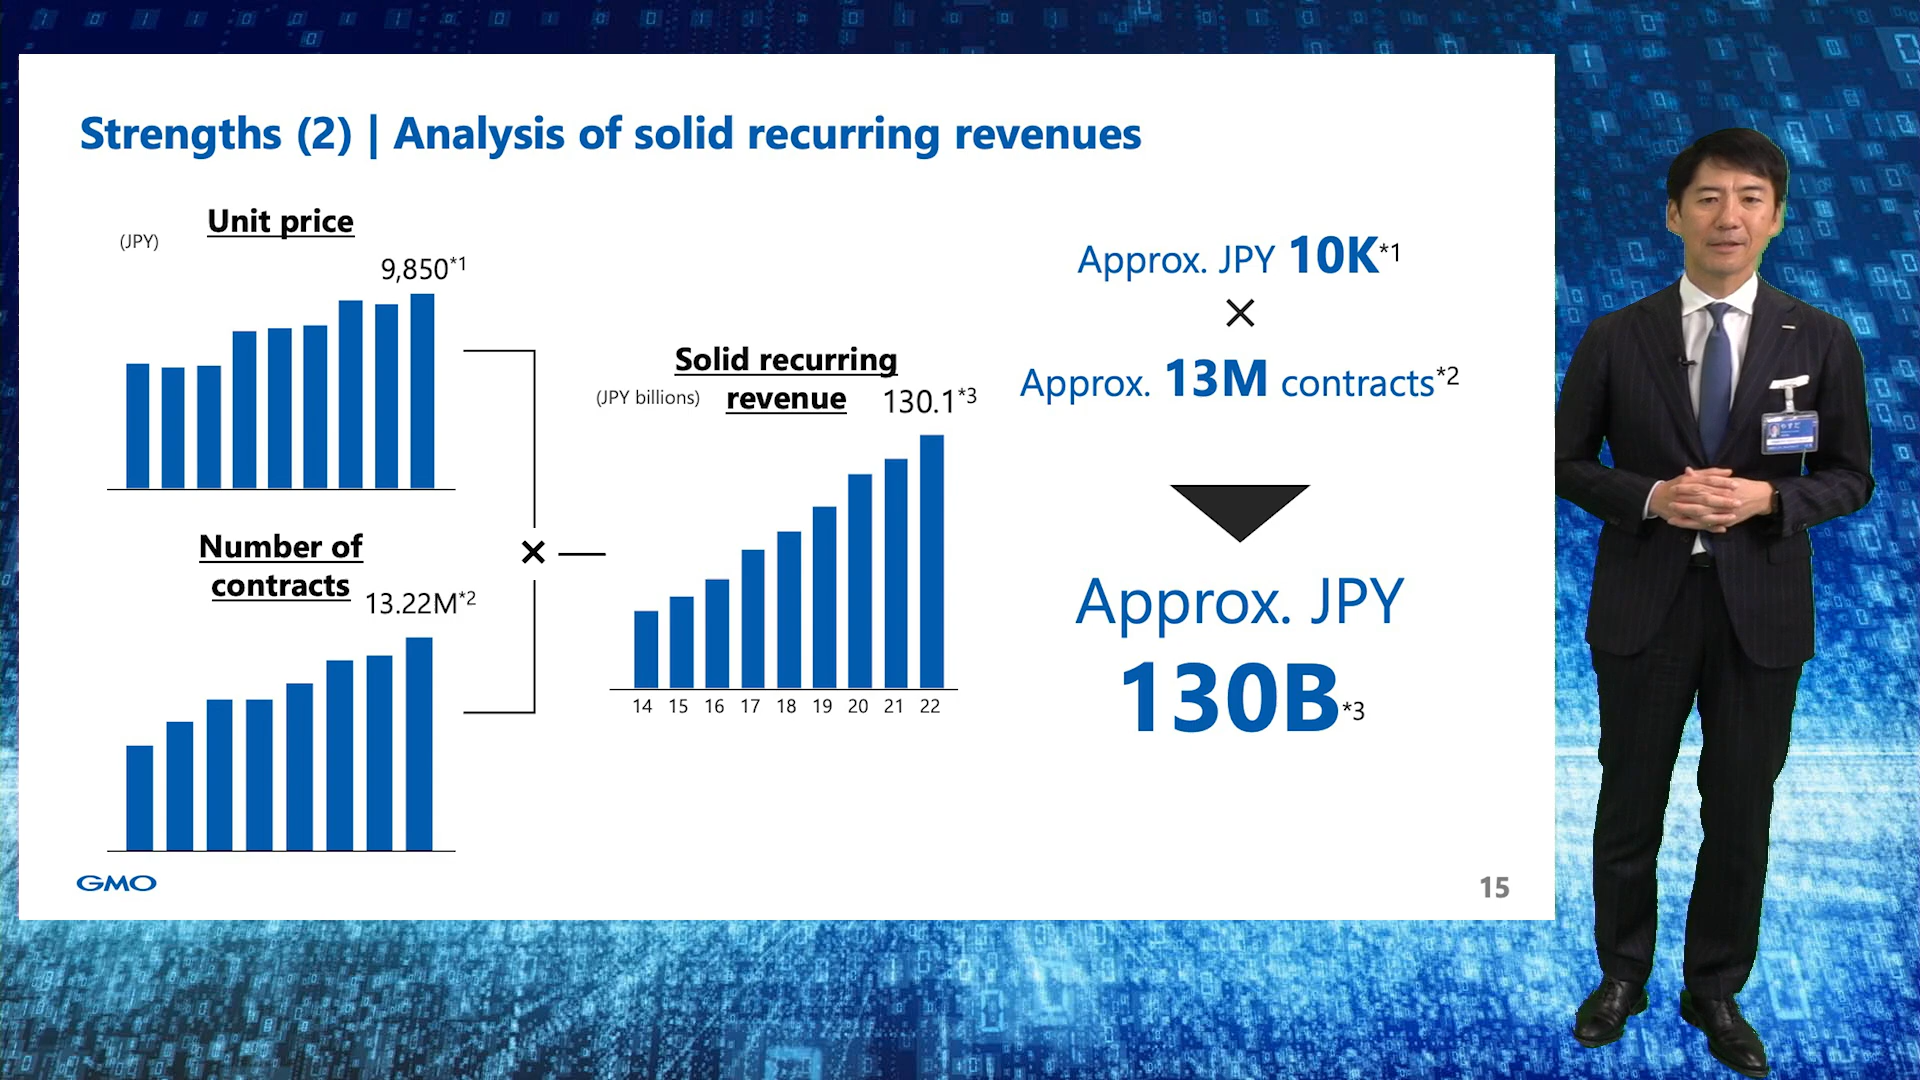 Strengths (2) | Analysis of solid recurring revenues
Unit price
(JPY)
9,850*1
Number of
contracts
13.22M*2
×
Solid recurring
revenue
(JPY billions)
130.1*3
14 15 16 17 18 19 20 21 22
Approx. JPY 10K*1
×
Approx. 13M contracts*2
Approx. JPY
130B*3
GMO
15